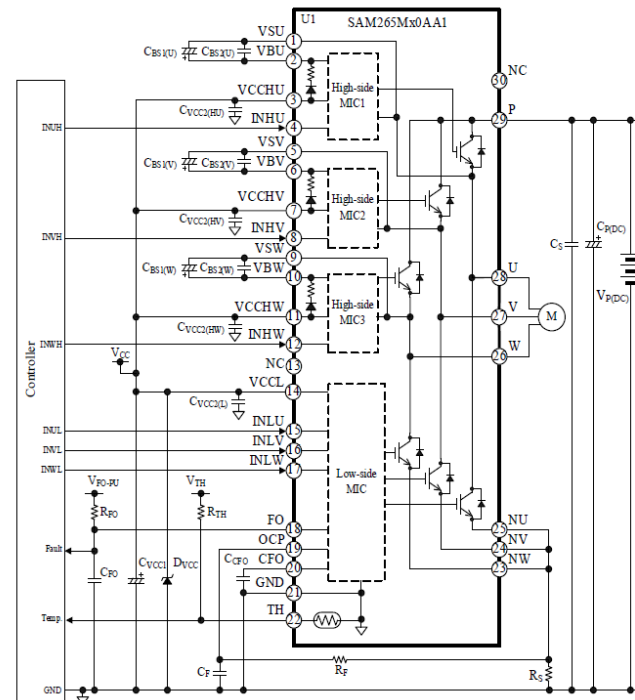 U1 SAM265Mx0AA1
CBS1(U) CBS2(U) VSU 1
VBU 2
VCCHU 3
CVCC2(HU)
INUH INHU 4
High-side
MIC1
NC 30
P 29
CBS1(V) CBS2(V) VSV 5
VBV 6
VCCHV 7
CVCC2(HV)
INVH INHV 8
High-side
MIC2
CS CP(DC)
VP(DC)
CBS1(W) CBS2(W) VSW 9
VBW 10
VCCHW 11
CVCC2(HW)
INWH INHW 12
High-side
MIC3
U 28
V 27
W 26
M
Controller
VCC
NC 13
VCCL 14
CVCC2(L)
INUL INLU 15
INVL INLV 16
INWL INLW 17
Low-side
MIC
VFO-PU
RFO
VTH
RTH
FO 18
OCP 19
CFO 20
GND 21
TH 22
NU 25
NV 24
NW 23
Fault
CFO
CVCC1
DVCC
CCFO
Temp.
CF
RF
RS
GND